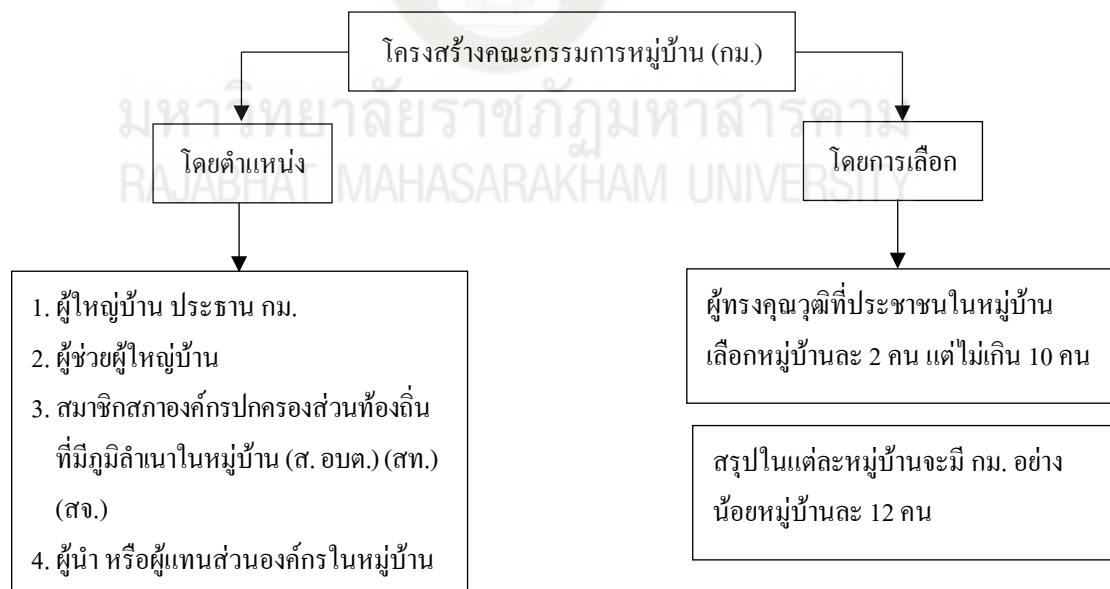 โครงสร้างคณะกรรมการหมู่บ้าน (กม.)
มหาวิทยาลัยราชภัฏมหาสารคาม
RAJABHAT MAHASARAKHAM UNIVERSITY
โดยตำแหน่ง
โดยการเลือก
1. ผู้ใหญ่บ้าน ประธาน กม.
2. ผู้ช่วยผู้ใหญ่บ้าน
3. สมาชิกสภาองค์กรปกครองส่วนท้องถิ่น
ที่มีภูมิลำเนาในหมู่บ้าน (ส. อบต.) (สท.)
(สจ.)
4. ผู้นำ หรือผู้แทนส่วนองค์กรในหมู่บ้าน
ผู้ทรงคุณวุฒิที่ประชาชนในหมู่บ้าน
เลือกหมู่บ้านละ 2 คน แต่ไม่เกิน 10 คน
สรุปในแต่ละหมู่บ้านจะมี กม. อย่าง
น้อยหมู่บ้านละ 12 คน